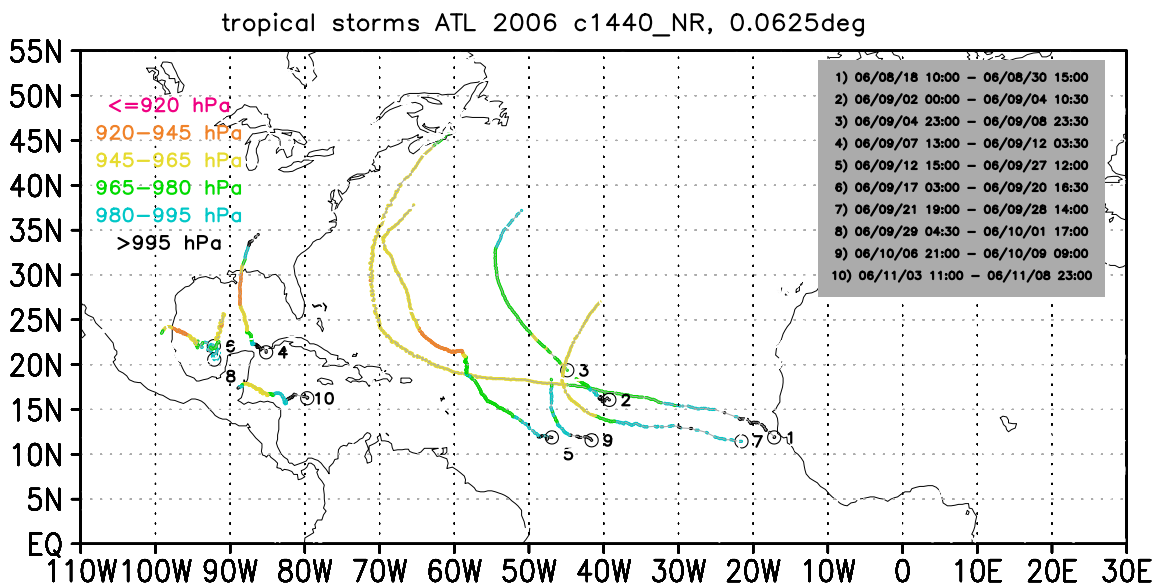 tropical storms ATL 2006 c1440_NR, 0.0625deg
55N
50N
45N
40N
35N
30N
25N
20N
15N
10N
5N
EQ
<=920 hPa
920-945 hPa
945-965 hPa
965-980 hPa
980-995 hPa
>995 hPa
1) 06/08/18 10:00 - 06/08/30 15:00
2) 06/09/02 00:00 - 06/09/04 10:30
3) 06/09/04 23:00 - 06/09/08 23:30
4) 06/09/07 13:00 - 06/09/12 03:30
5) 06/09/12 15:00 - 06/09/27 12:00
6) 06/09/17 03:00 - 06/09/20 16:30
7) 06/09/21 19:00 - 06/09/28 14:00
8) 06/09/29 04:30 - 06/10/01 17:00
9) 06/10/06 21:00 - 06/10/09 09:00
10) 06/11/03 11:00 - 06/11/08 23:00
6
4
3
8
10
2
5
9
7
1
110W 100W 90W 80W 70W 60W 50W 40W 30W 20W 10W 0 10E 20E 30E